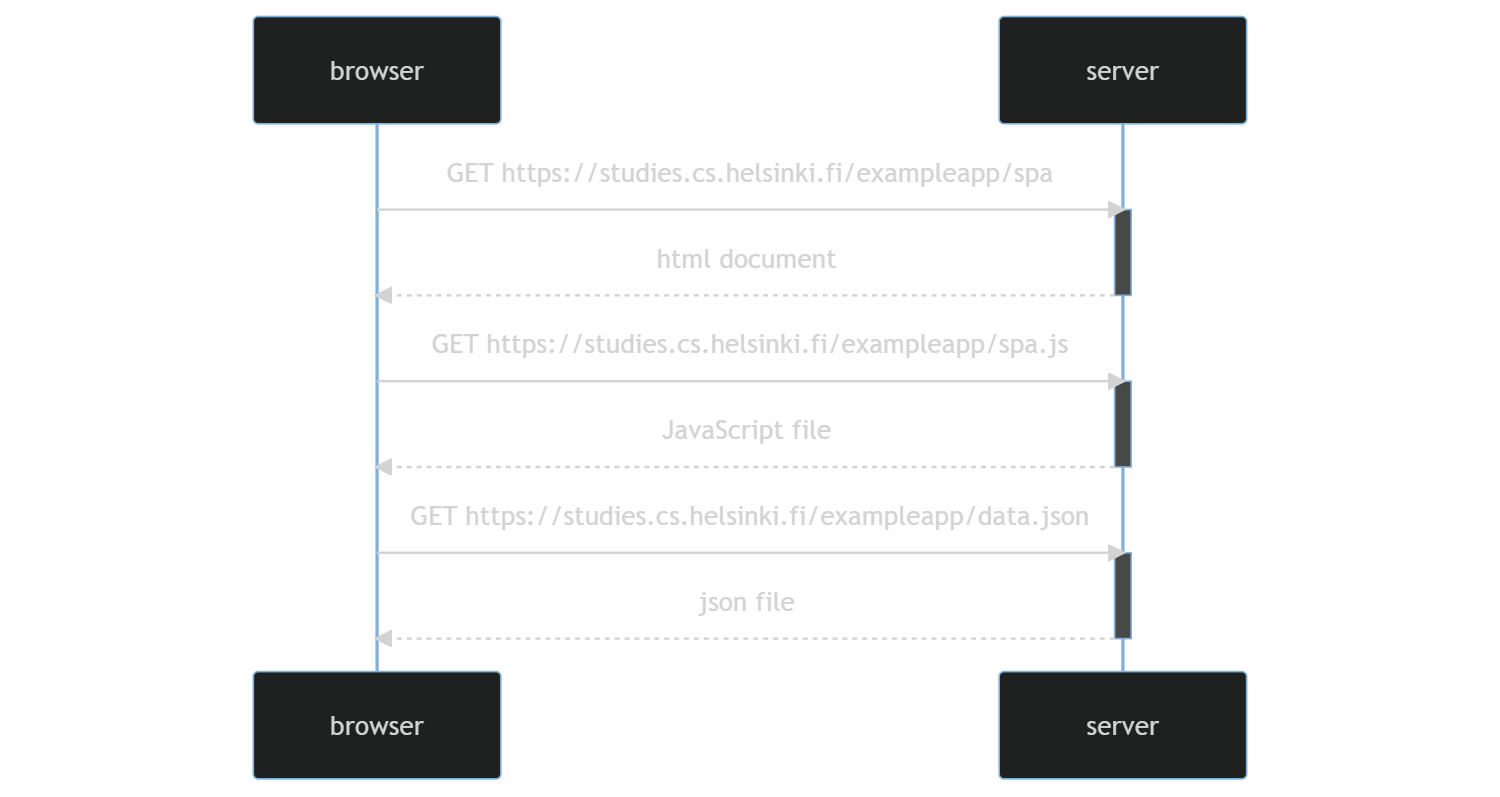 browser
server
GET https://studies.cs.helsinki.fi/exampleapp/spa
html document
GET https://studies.cs.helsinki.fi/exampleapp/spa.js
JavaScript file
GET https://studies.cs.helsinki.fi/exampleapp/data.json
json file
browser
server